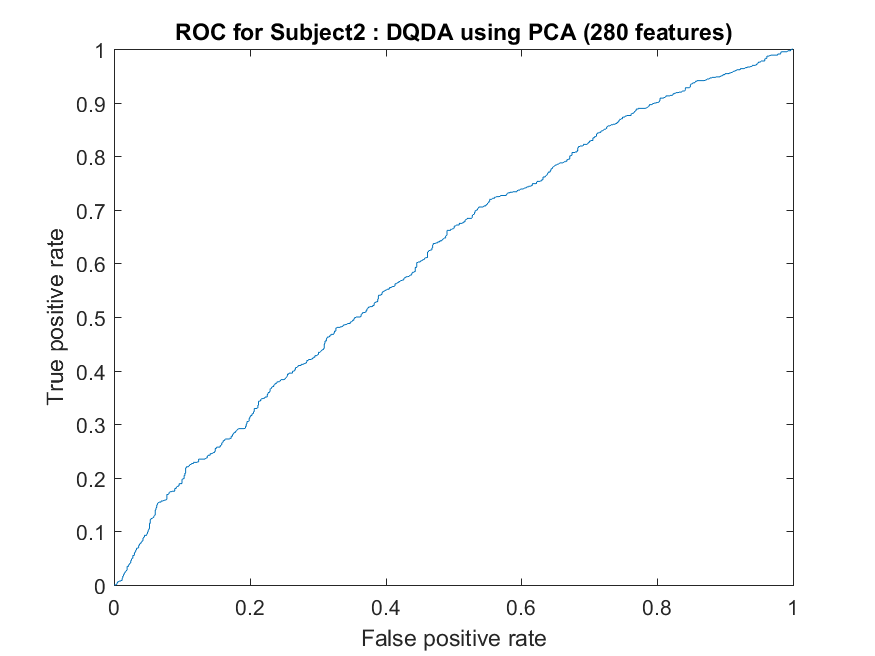 ROC for Subject2 : DQDA using PCA (280 features)
1
0.9
0.8
0.7
0.6
0.5
0.4
0.3
0.2
0.1
0
True positive rate
0 0.2 0.4 0.6 0.8 1
False positive rate